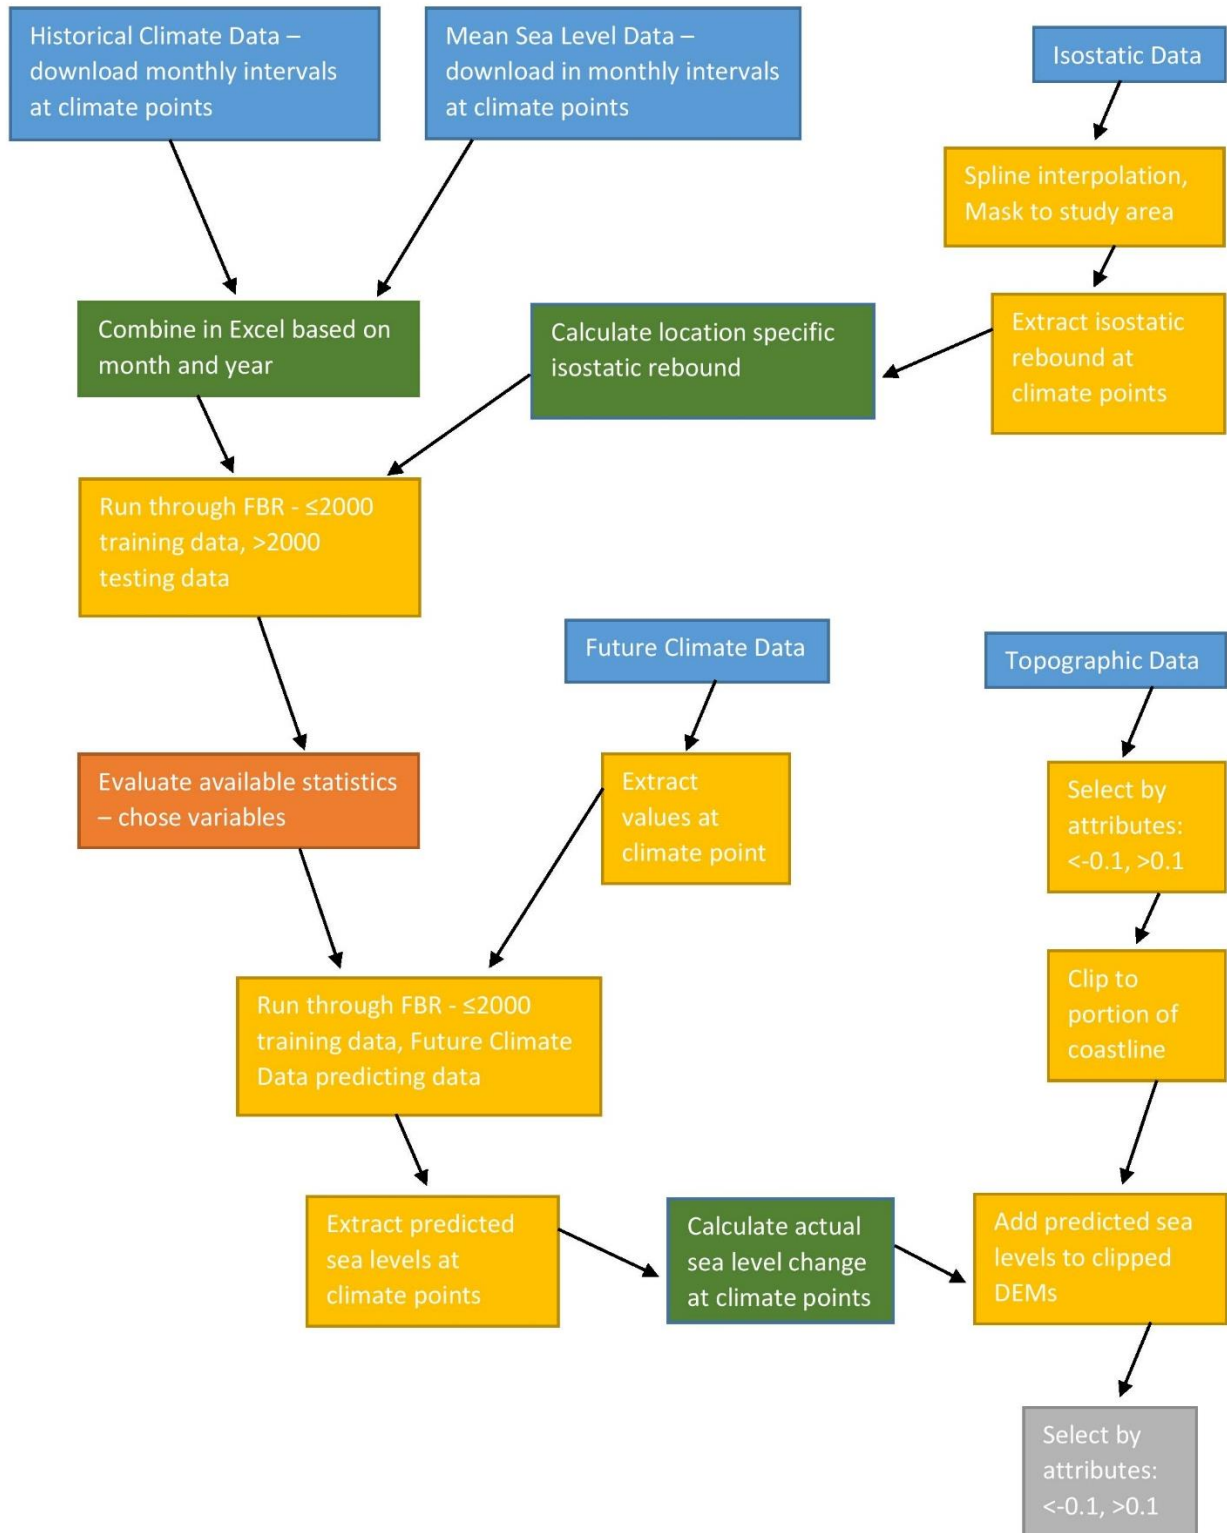 Historical Climate Data –
download monthly intervals
at climate points
Mean Sea Level Data –
download in monthly intervals
at climate points
Isostatic Data
Spline interpolation,
Mask to study area
Combine in Excel based on
month and year
Calculate location specific
isostatic rebound
Extract isostatic
rebound at
climate points
Run through FBR - ≤2000
training data, >2000
testing data
Future Climate Data
Topographic Data
Evaluate available statistics
– chose variables
Extract
values at
climate point
Select by
attributes:
<-0.1, >0.1
Run through FBR - ≤2000
training data, Future Climate
Data predicting data
Clip to
portion of
coastline
Extract predicted
sea levels at
climate points
Calculate actual
sea level change
at climate points
Add predicted sea
levels to clipped
DEMs
Select by
attributes:
<-0.1, >0.1